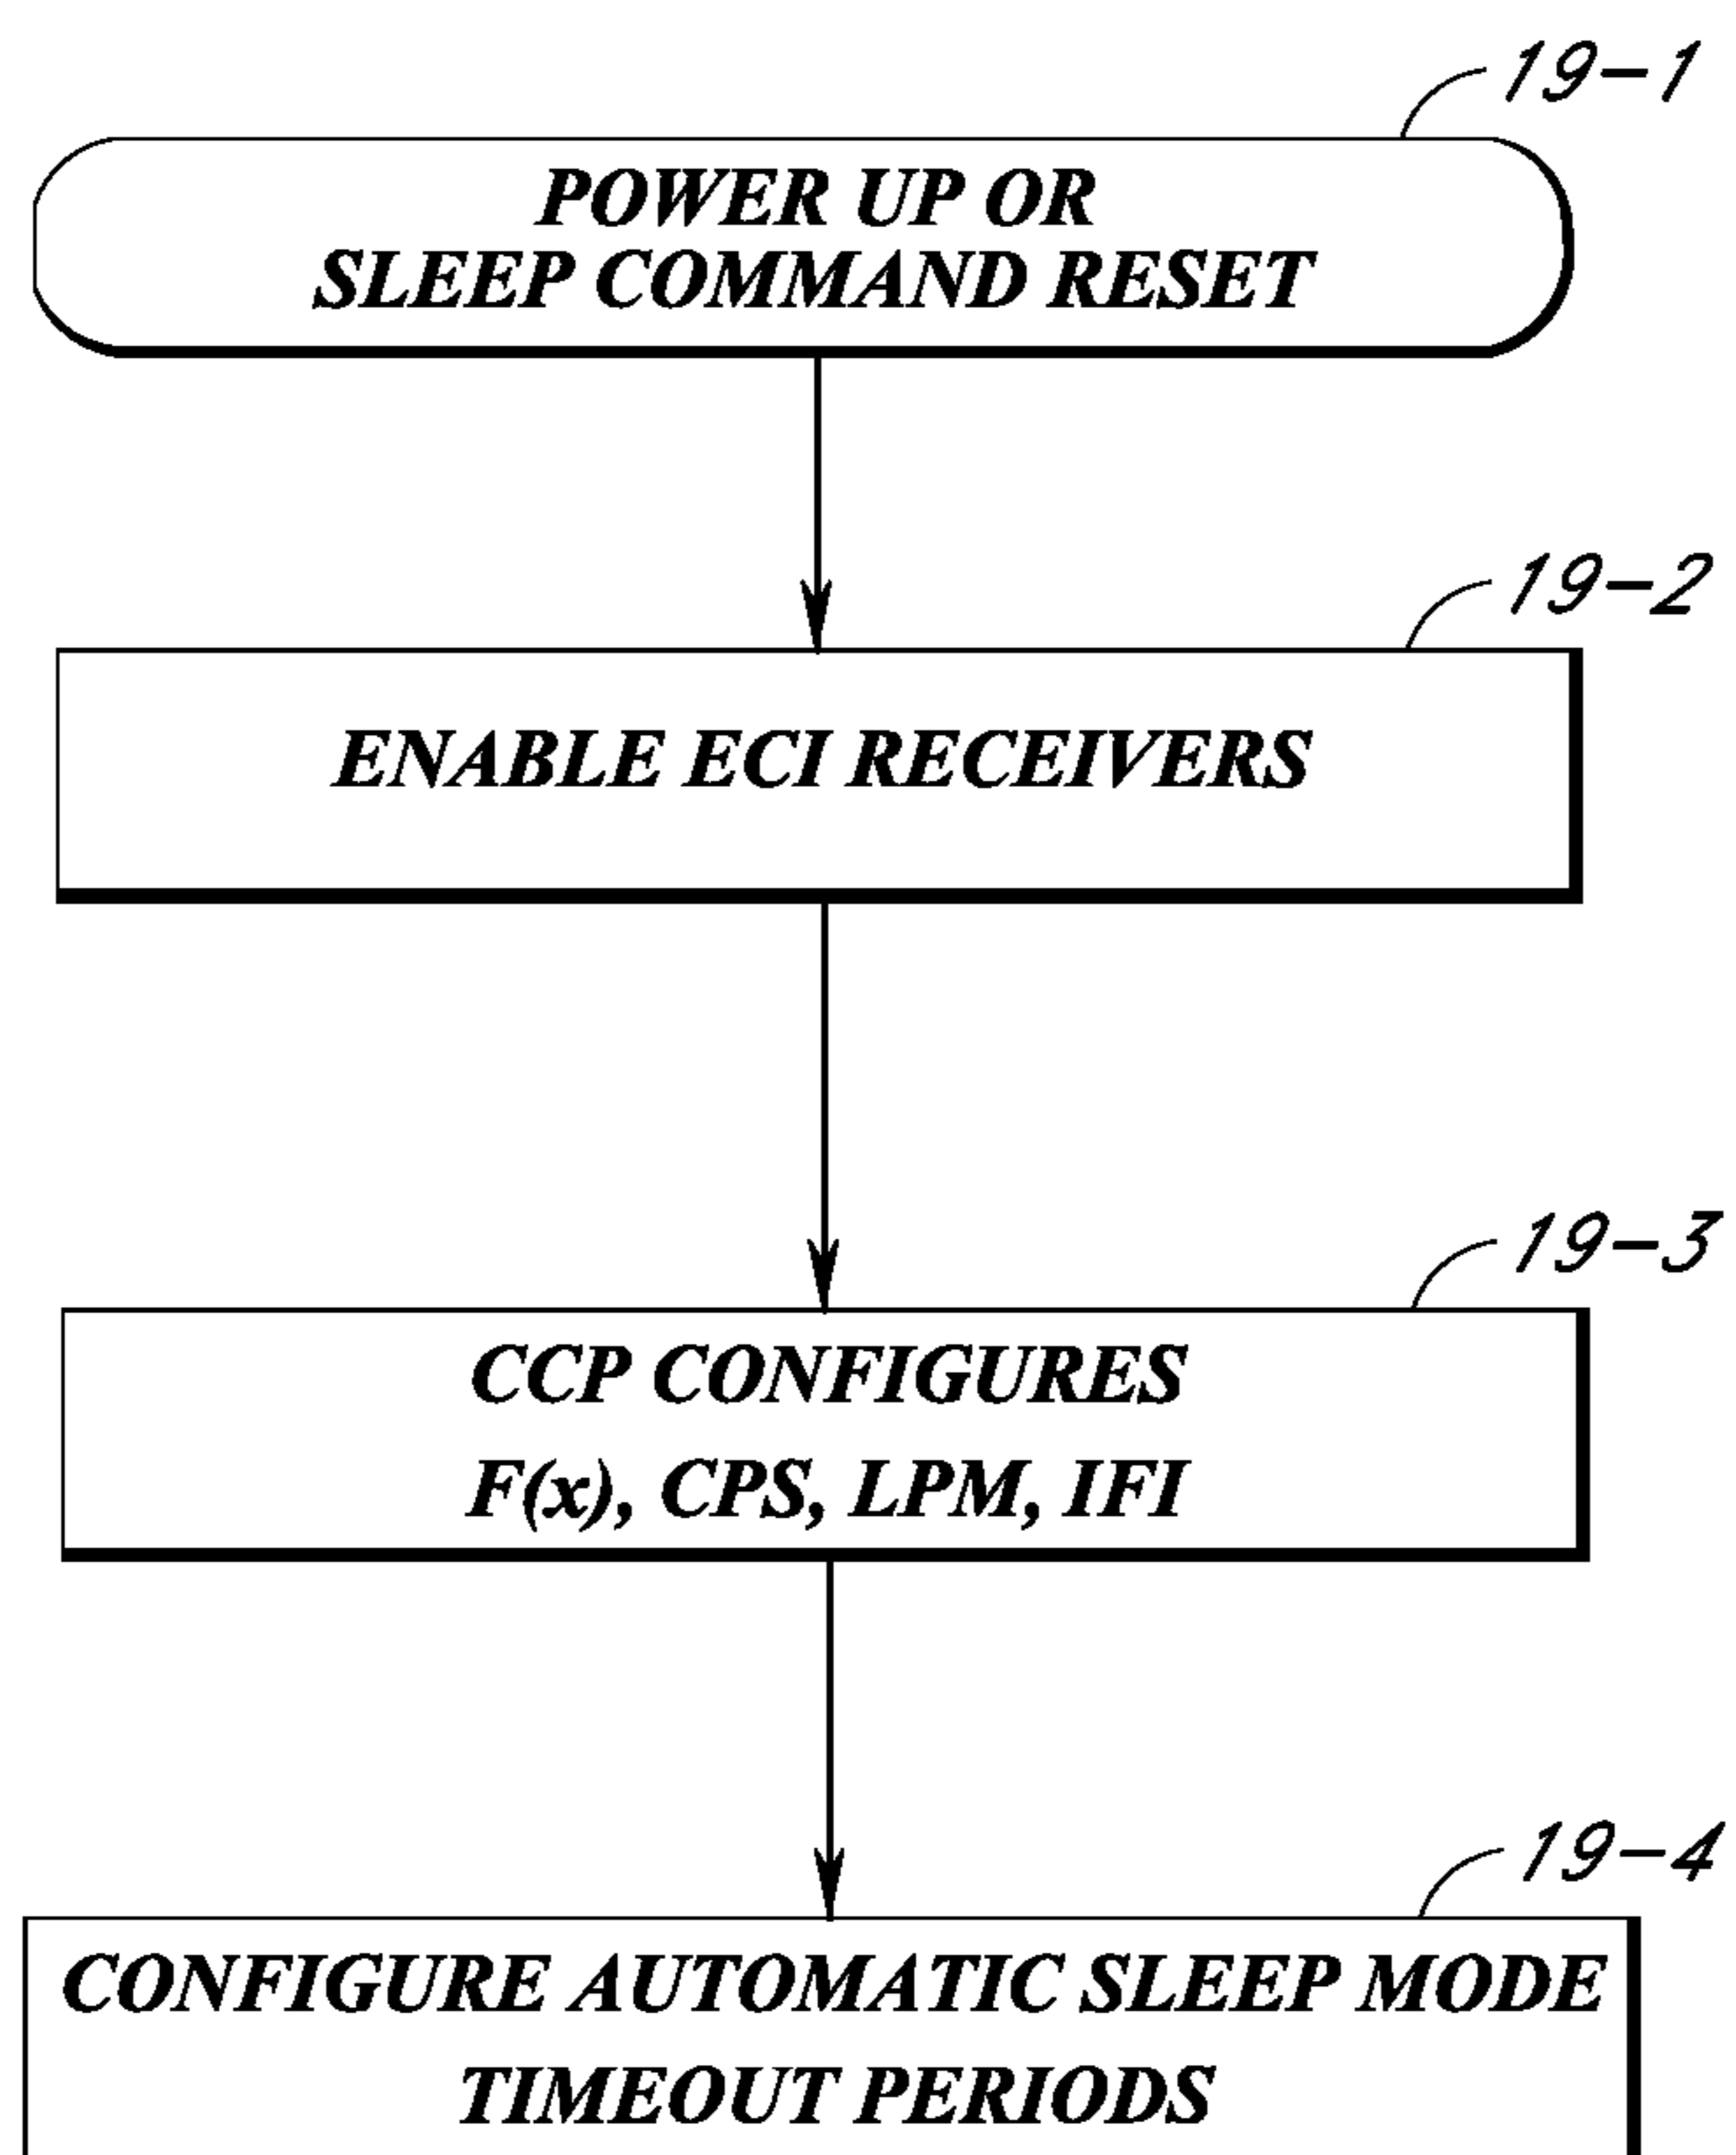 19-1
POWER UP OR
SLEEP COMMAND RESET
19-2
ENABLE ECI RECEIVERS
19-3
CCP CONFIGURES
F(x), CPS, LPM, IFI
19-4
CONFIGURE AUTOMATIC SLEEP MODE
TIMEOUT PERIODS